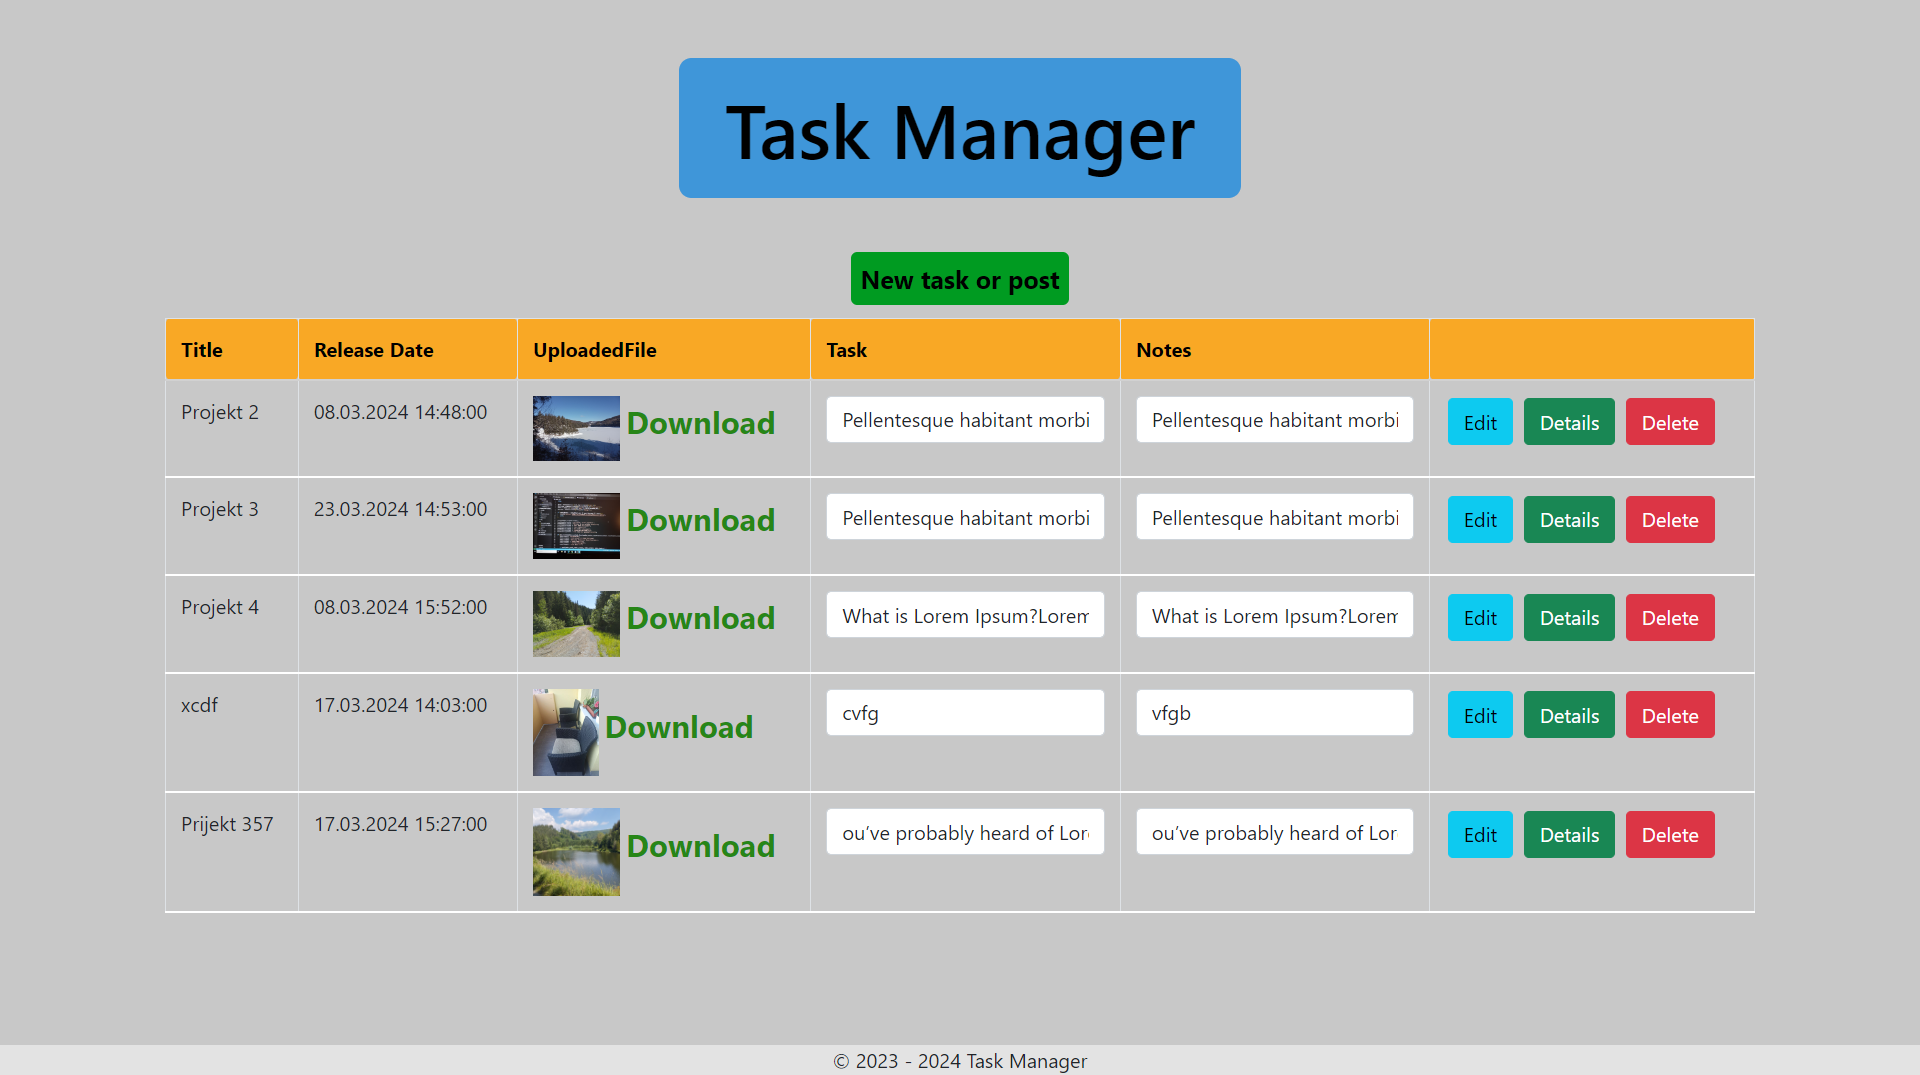 Task Manager
New task or post
Title Release Date UploadedFile Task Notes
Projekt 2 08.03.2024 14:48:00 Download Pellentesque habitant morbi Pellentesque habitant morbi Edit Details Delete
Projekt 3 23.03.2024 14:53:00 Download Pellentesque habitant morbi Pellentesque habitant morbi Edit Details Delete
Projekt 4 08.03.2024 15:52:00 Download What is Lorem Ipsum?Lorem What is Lorem Ipsum?Lorem Edit Details Delete
xcdf 17.03.2024 14:03:00 Download cvfg vfgb Edit Details Delete
Prijekt 357 17.03.2024 15:27:00 Download ou’ve probably heard of Lor ou’ve probably heard of Lor Edit Details Delete
© 2023 - 2024 Task Manager